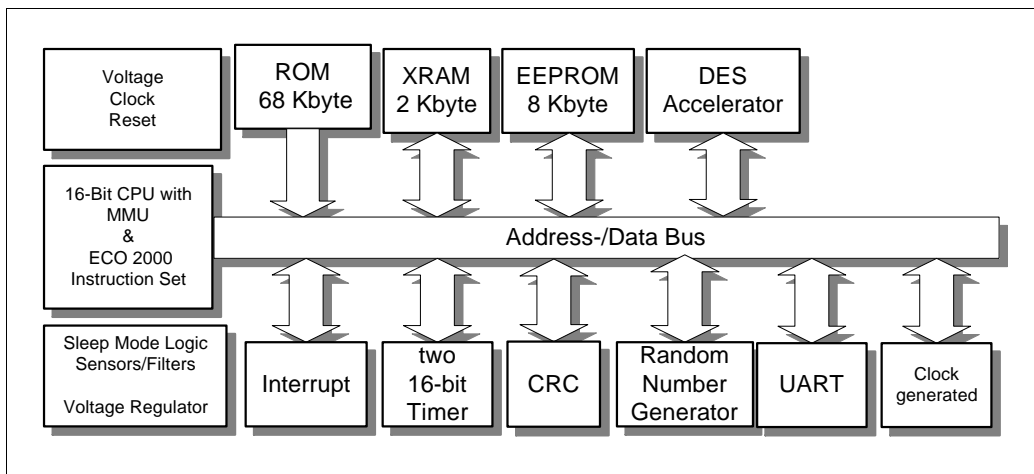 Voltage
Clock
Reset
ROM
68 Kbyte
XRAM
2 Kbyte
EEPROM
8 Kbyte
DES
Accelerator
16-Bit CPU with
MMU
&
ECO 2000
Instruction Set
Address-/Data Bus
Sleep Mode Logic
Sensors/Filters
Voltage Regulator
Interrupt
two
16-bit
Timer
CRC
Random
Number
Generator
UART
Clock
generated